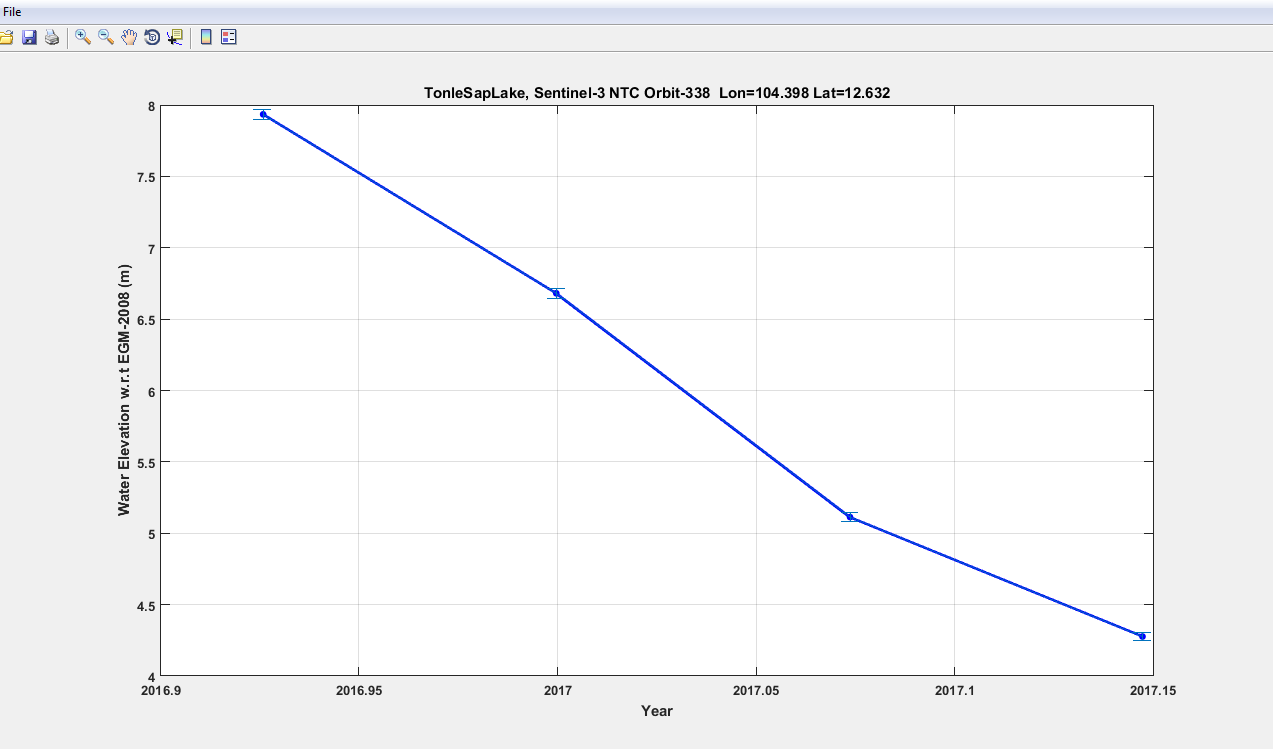 File
TonleSapLake, Sentinel-3 NTC Orbit-338  Lon=104.398 Lat=12.632
8
7.5
7
6.5
6
5.5
5
4.5
4
Water Elevation w.r.t EGM-2008 (m)
2016.9 2016.95 2017 2017.05 2017.1 2017.15
Year